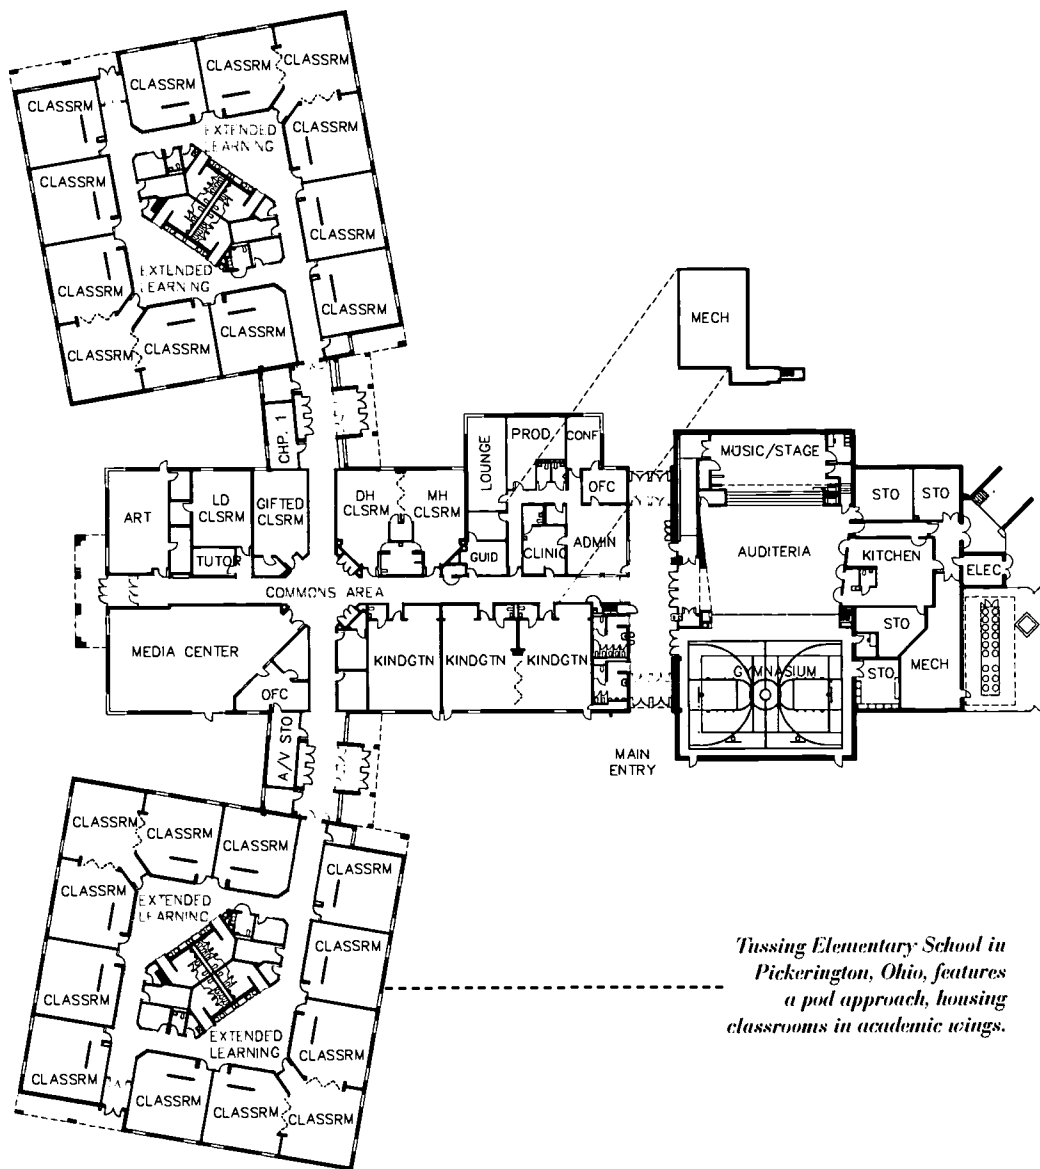 CLASSRM
CLASSRM
CLASSRM
CLASSRM
CLASSRM
EXTENDED
LEARNING
CLASSRM
CLASSRM
EXTENDED
LEARNING
CLASSRM
CLASSRM
CLASSRM
CLASSRM
CLASSRM
MECH
CHP. 1
LOUNGE
PROD.
CONF
MUSIC/STAGE
ART
LD
CLSRM
GIFTED
CLSRM
DH
CLSRM
MH
CLSRM
OFC
STO
STO
TUTOR
GUID
CLINIC
ADMIN
AUDITERIA
KITCHEN
ELEC
COMMONS AREA
MEDIA CENTER
OFC
KINDGTN
KINDGTN
KINDGTN
GYMNASIUM
STO
STO
MECH
A/V STO
MAIN
ENTRY
CLASSRM
CLASSRM
CLASSRM
CLASSRM
CLASSRM
EXTENDED
LEARNING
CLASSRM
CLASSRM
EXTENDED
LEARNING
CLASSRM
CLASSRM
CLASSRM
CLASSRM
CLASSRM
Tussing Elementary School in
Pickerington, Ohio, features
a pod approach, housing
classrooms in academic wings.